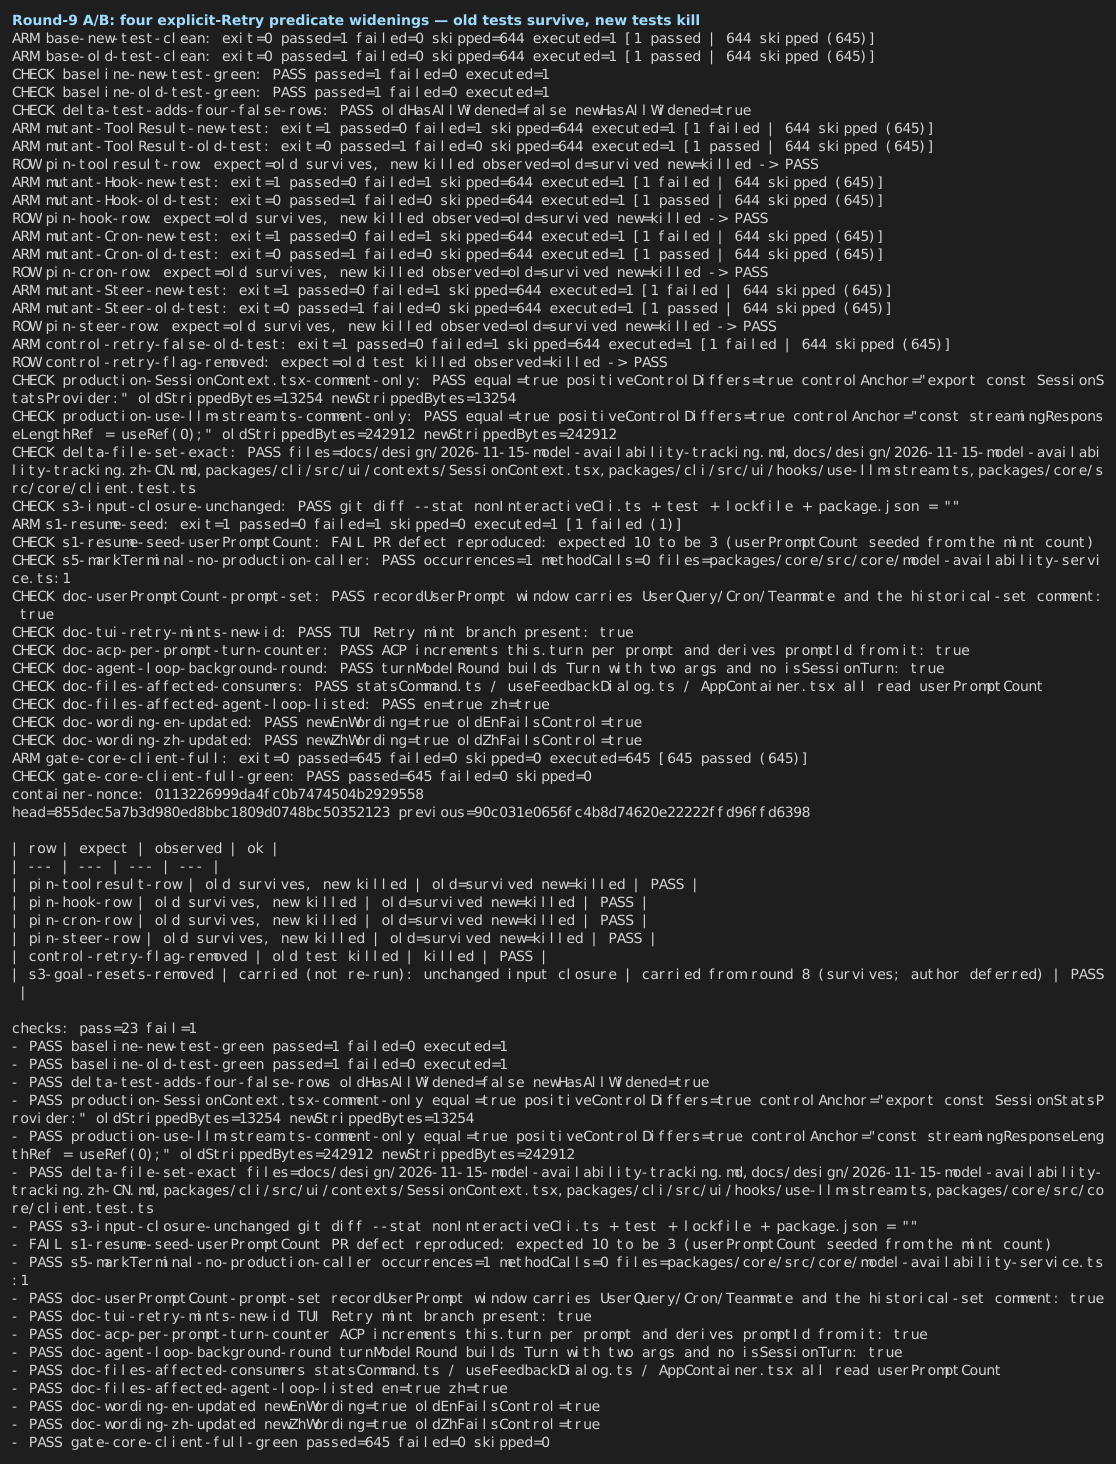 Round-9 A/B: four explicit-Retry predicate widenings — old tests survive, new tests kill
ARM base-new-test-clean: exit=0 passed=1 failed=0 skipped=644 executed=1 [1 passed | 644 skipped (645)]
ARM base-old-test-clean: exit=0 passed=1 failed=0 skipped=644 executed=1 [1 passed | 644 skipped (645)]
CHECK baseline-new-test-green: PASS passed=1 failed=0 executed=1
CHECK baseline-old-test-green: PASS passed=1 failed=0 executed=1
CHECK delta-test-adds-four-false-rows: PASS oldHasAllWidened=false newHasAllWidened=true
ARM mutant-ToolResult-new-test: exit=1 passed=0 failed=1 skipped=644 executed=1 [1 failed | 644 skipped (645)]
ARM mutant-ToolResult-old-test: exit=0 passed=1 failed=0 skipped=644 executed=1 [1 passed | 644 skipped (645)]
ROW pin-toolresult-row: expect=old survives, new killed observed=old=survived new=killed -> PASS
ARM mutant-Hook-new-test: exit=1 passed=0 failed=1 skipped=644 executed=1 [1 failed | 644 skipped (645)]
ARM mutant-Hook-old-test: exit=0 passed=1 failed=0 skipped=644 executed=1 [1 passed | 644 skipped (645)]
ROW pin-hook-row: expect=old survives, new killed observed=old=survived new=killed -> PASS
ARM mutant-Cron-new-test: exit=1 passed=0 failed=1 skipped=644 executed=1 [1 failed | 644 skipped (645)]
ARM mutant-Cron-old-test: exit=0 passed=1 failed=0 skipped=644 executed=1 [1 passed | 644 skipped (645)]
ROW pin-cron-row: expect=old survives, new killed observed=old=survived new=killed -> PASS
ARM mutant-Steer-new-test: exit=1 passed=0 failed=1 skipped=644 executed=1 [1 failed | 644 skipped (645)]
ARM mutant-Steer-old-test: exit=0 passed=1 failed=0 skipped=644 executed=1 [1 passed | 644 skipped (645)]
ROW pin-steer-row: expect=old survives, new killed observed=old=survived new=killed -> PASS
ARM control-retry-false-old-test: exit=1 passed=0 failed=1 skipped=644 executed=1 [1 failed | 644 skipped (645)]
ROW control-retry-flag-removed: expect=old test killed observed=killed -> PASS
CHECK production-SessionContext.tsx-comment-only: PASS equal=true positiveControlDiffers=true controlAnchor="export const SessionS
tatsProvider:" oldStrippedBytes=13254 newStrippedBytes=13254
CHECK production-use-llm-stream.ts-comment-only: PASS equal=true positiveControlDiffers=true controlAnchor="const streamingRespons
eLengthRef = useRef(0);" oldStrippedBytes=242912 newStrippedBytes=242912
CHECK delta-file-set-exact: PASS files=docs/design/2026-11-15-model-availability-tracking.md,docs/design/2026-11-15-model-availabi
lity-tracking.zh-CN.md,packages/cli/src/ui/contexts/SessionContext.tsx,packages/cli/src/ui/hooks/use-llm-stream.ts,packages/core/s
rc/core/client.test.ts
CHECK s3-input-closure-unchanged: PASS git diff --stat nonInteractiveCli.ts + test + lockfile + package.json = ""
ARM s1-resume-seed: exit=1 passed=0 failed=1 skipped=0 executed=1 [1 failed (1)]
CHECK s1-resume-seed-userPromptCount: FAIL PR defect reproduced: expected 10 to be 3 (userPromptCount seeded from the mint count)
CHECK s5-markTerminal-no-production-caller: PASS occurrences=1 methodCalls=0 files=packages/core/src/core/model-availability-servi
ce.ts:1
CHECK doc-userPromptCount-prompt-set: PASS recordUserPrompt window carries UserQuery/Cron/Teammate and the historical-set comment:
true
CHECK doc-tui-retry-mints-new-id: PASS TUI Retry mint branch present: true
CHECK doc-acp-per-prompt-turn-counter: PASS ACP increments this.turn per prompt and derives promptId from it: true
CHECK doc-agent-loop-background-round: PASS turnModelRound builds Turn with two args and no isSessionTurn: true
CHECK doc-files-affected-consumers: PASS statsCommand.ts / useFeedbackDialog.ts / AppContainer.tsx all read userPromptCount
CHECK doc-files-affected-agent-loop-listed: PASS en=true zh=true
CHECK doc-wording-en-updated: PASS newEnWording=true oldEnFailsControl=true
CHECK doc-wording-zh-updated: PASS newZhWording=true oldZhFailsControl=true
ARM gate-core-client-full: exit=0 passed=645 failed=0 skipped=0 executed=645 [645 passed (645)]
CHECK gate-core-client-full-green: PASS passed=645 failed=0 skipped=0
container-nonce: 0113226999da4fc0b7474504b2929558
head=855dec5a7b3d980ed8bbc1809d0748bc50352123 previous=90c031e0656fc4b8d74620e22222ffd96ffd6398

| row | expect | observed | ok |
| --- | --- | --- | --- |
| pin-toolresult-row | old survives, new killed | old=survived new=killed | PASS |
| pin-hook-row | old survives, new killed | old=survived new=killed | PASS |
| pin-cron-row | old survives, new killed | old=survived new=killed | PASS |
| pin-steer-row | old survives, new killed | old=survived new=killed | PASS |
| control-retry-flag-removed | old test killed | killed | PASS |
| s3-goal-resets-removed | carried (not re-run): unchanged input closure | carried from round 8 (survives; author deferred) | PASS
|

checks: pass=23 fail=1
- PASS baseline-new-test-green passed=1 failed=0 executed=1
- PASS baseline-old-test-green passed=1 failed=0 executed=1
- PASS delta-test-adds-four-false-rows oldHasAllWidened=false newHasAllWidened=true
- PASS production-SessionContext.tsx-comment-only equal=true positiveControlDiffers=true controlAnchor="export const SessionStatsP
rovider:" oldStrippedBytes=13254 newStrippedBytes=13254
- PASS production-use-llm-stream.ts-comment-only equal=true positiveControlDiffers=true controlAnchor="const streamingResponseLeng
thRef = useRef(0);" oldStrippedBytes=242912 newStrippedBytes=242912
- PASS delta-file-set-exact files=docs/design/2026-11-15-model-availability-tracking.md,docs/design/2026-11-15-model-availability-
tracking.zh-CN.md,packages/cli/src/ui/contexts/SessionContext.tsx,packages/cli/src/ui/hooks/use-llm-stream.ts,packages/core/src/co
re/client.test.ts
- PASS s3-input-closure-unchanged git diff --stat nonInteractiveCli.ts + test + lockfile + package.json = ""
- FAIL s1-resume-seed-userPromptCount PR defect reproduced: expected 10 to be 3 (userPromptCount seeded from the mint count)
- PASS s5-markTerminal-no-production-caller occurrences=1 methodCalls=0 files=packages/core/src/core/model-availability-service.ts
:1
- PASS doc-userPromptCount-prompt-set recordUserPrompt window carries UserQuery/Cron/Teammate and the historical-set comment: true
- PASS doc-tui-retry-mints-new-id TUI Retry mint branch present: true
- PASS doc-acp-per-prompt-turn-counter ACP increments this.turn per prompt and derives promptId from it: true
- PASS doc-agent-loop-background-round turnModelRound builds Turn with two args and no isSessionTurn: true
- PASS doc-files-affected-consumers statsCommand.ts / useFeedbackDialog.ts / AppContainer.tsx all read userPromptCount
- PASS doc-files-affected-agent-loop-listed en=true zh=true
- PASS doc-wording-en-updated newEnWording=true oldEnFailsControl=true
- PASS doc-wording-zh-updated newZhWording=true oldZhFailsControl=true
- PASS gate-core-client-full-green passed=645 failed=0 skipped=0